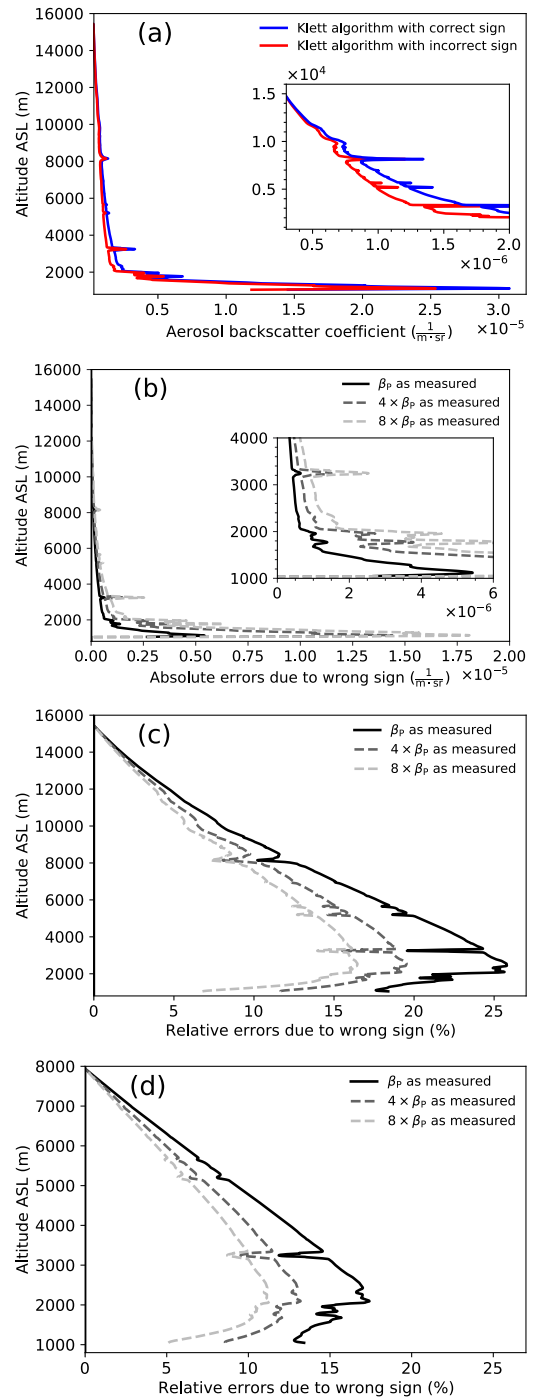 (a)
Klett algorithm with correct sign
Klett algorithm with incorrect sign
16000
14000
12000
10000
8000
6000
4000
2000
Altitude ASL (m)
×10⁴
1.5
1.0
0.5
0.5 1.0 1.5 2.0
×10⁻⁶
0.5 1.0 1.5 2.0 2.5 3.0
Aerosol backscatter coefficient (1/(m·sr))
×10⁻⁵
(b)
βP as measured
4 × βP as measured
8 × βP as measured
16000
14000
12000
10000
8000
6000
4000
2000
Altitude ASL (m)
4000
3000
2000
1000
0 2 4 6
×10⁻⁶
0.00 0.25 0.50 0.75 1.00 1.25 1.50 1.75 2.00
Absolute errors due to wrong sign (1/(m·sr))
×10⁻⁵
(c)
βP as measured
4 × βP as measured
8 × βP as measured
16000
14000
12000
10000
8000
6000
4000
2000
Altitude ASL (m)
0 5 10 15 20 25
Relative errors due to wrong sign (%)
(d)
βP as measured
4 × βP as measured
8 × βP as measured
8000
7000
6000
5000
4000
3000
2000
1000
Altitude ASL (m)
0 5 10 15 20 25
Relative errors due to wrong sign (%)